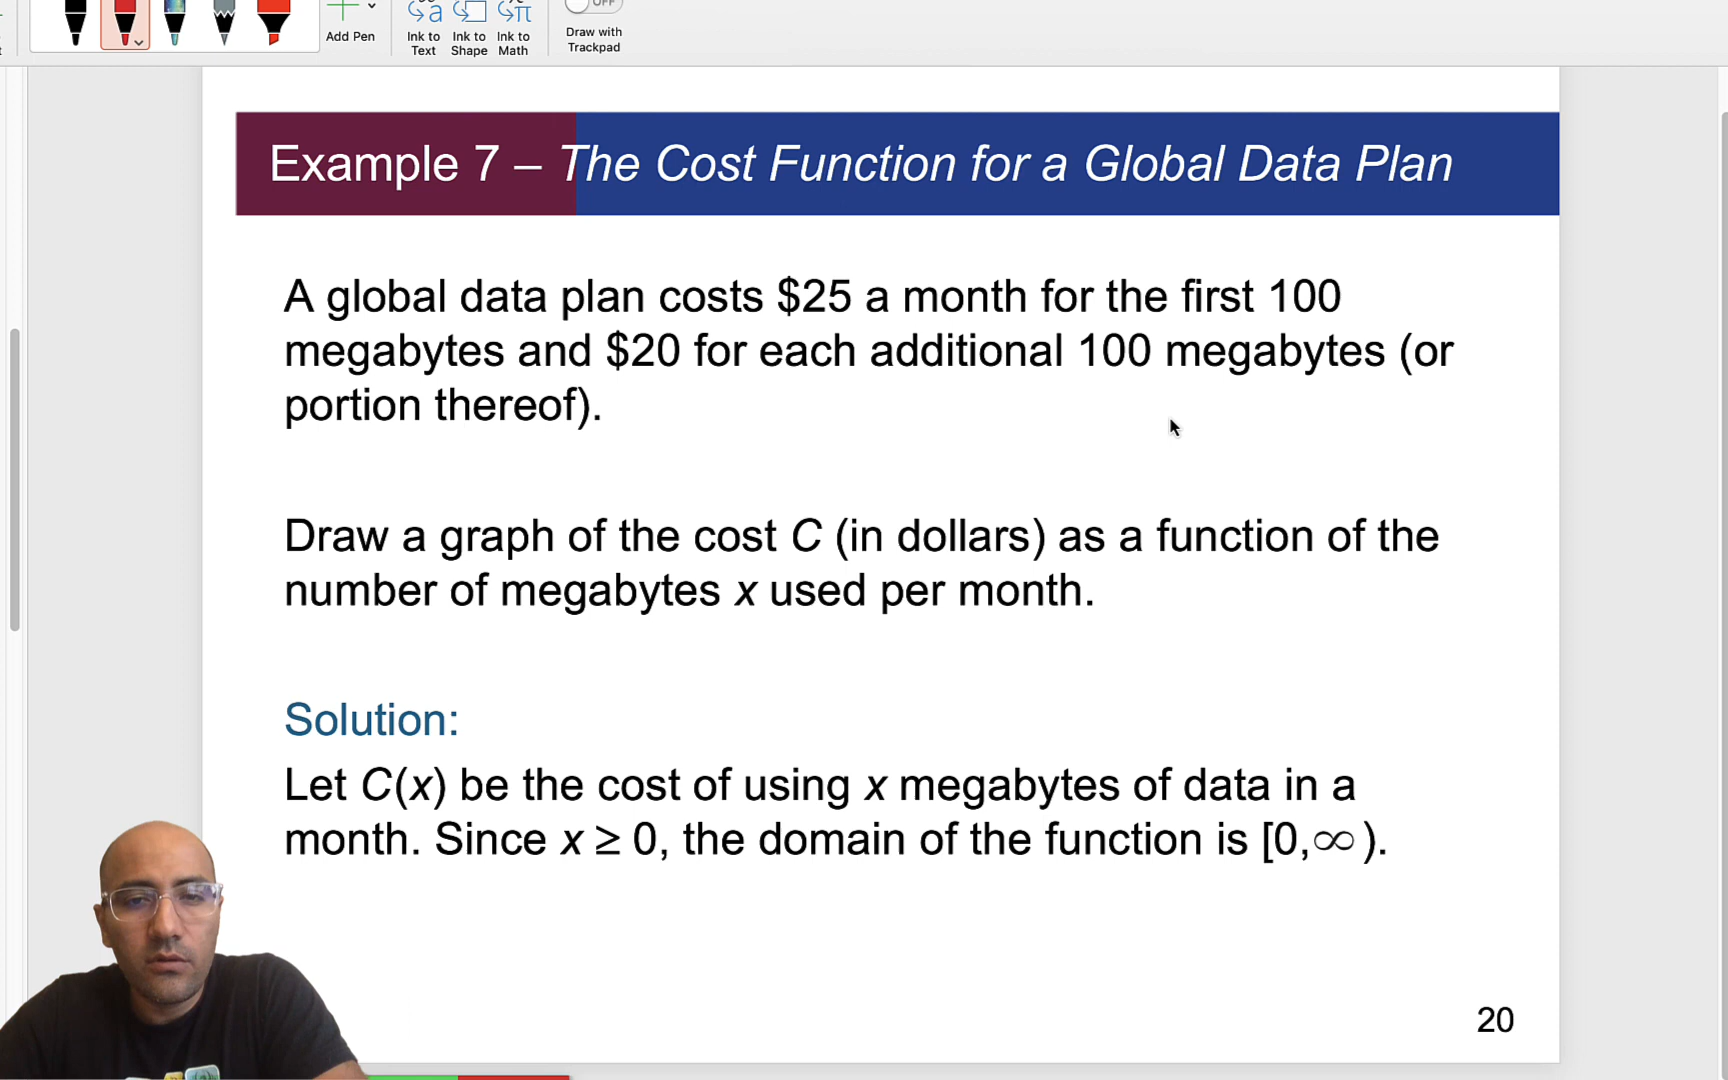 OFF
Add Pen
Ink to
Text
Ink to
Shape
Ink to
Math
Draw with
Trackpad
Example 7 – The Cost Function for a Global Data Plan
A global data plan costs $25 a month for the first 100
megabytes and $20 for each additional 100 megabytes (or
portion thereof).
Draw a graph of the cost C (in dollars) as a function of the
number of megabytes x used per month.
Solution:
Let C(x) be the cost of using x megabytes of data in a
month. Since x ≥ 0, the domain of the function is [0,∞ ).
20